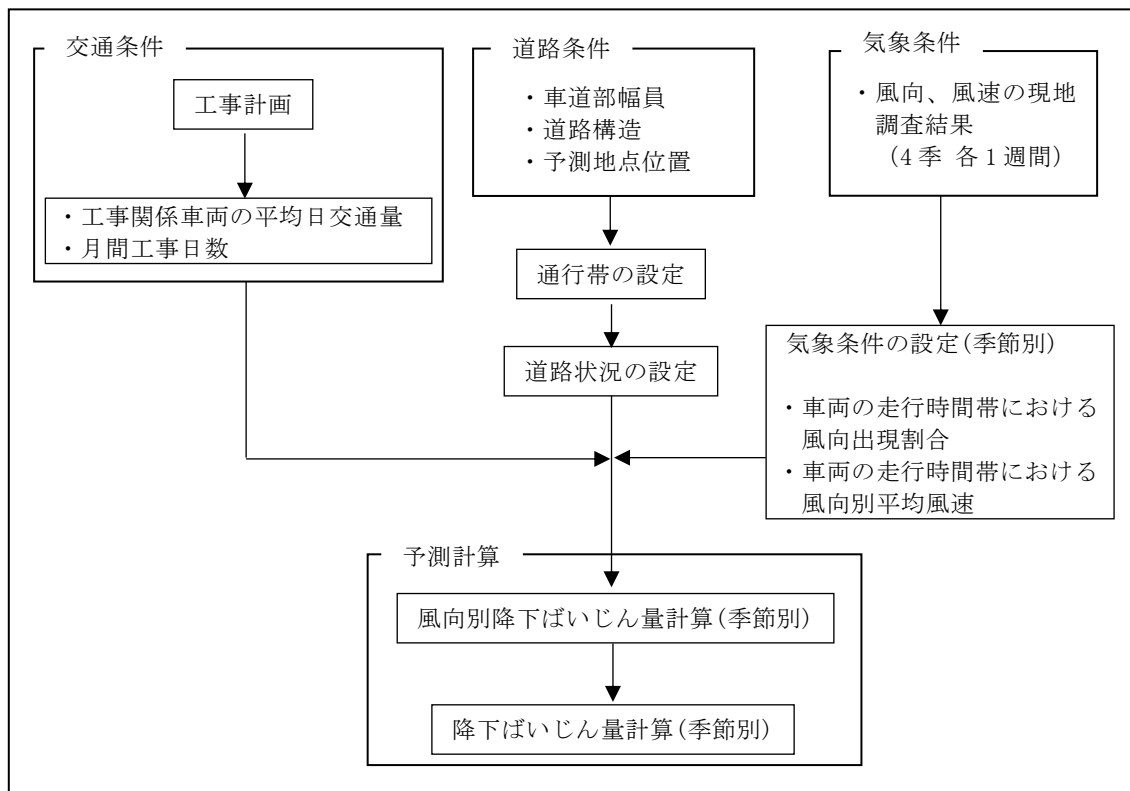 交通条件
工事計画
・工事関係車両の平均日交通量
・月間工事日数
道路条件
・車道部幅員
・道路構造
・予測地点位置
通行帯の設定
道路状況の設定
気象条件
・風向、風速の現地
調査結果
(4季 各1週間)
気象条件の設定(季節別)
・車両の走行時間帯における
風向出現割合
・車両の走行時間帯における
風向別平均風速
予測計算
風向別降下ばいじん量計算(季節別)
降下ばいじん量計算(季節別)